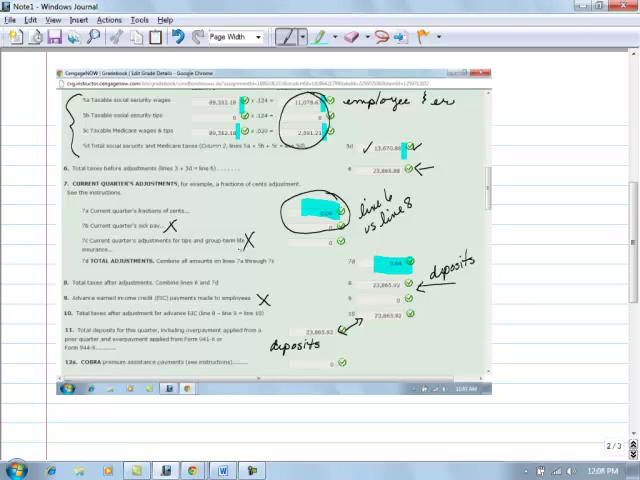 Note1 - Windows Journal
File Edit View Insert Actions Tools Help
Page Width
CengageNOW | Gradebook | Edit Grade Details - Google Chrome
5a Taxable social security wages 89,352.18 x .124 = 11,079.67 employee & er
5b Taxable social security tips 0 x .124 = 0
5c Taxable Medicare wages & tips 89,352.18 x .029 = 2,591.21
5d Total social security and Medicare taxes (Column 2, lines 5a + 5b + 5c = line 5d) 5d 13,670.88
6. Total taxes before adjustments (lines 3 + 5d = line 6) 6 23,865.88
7. CURRENT QUARTER'S ADJUSTMENTS, for example, a fractions of cents adjustment.
See the instructions.
line 6 vs line 8
7a Current quarter's fractions of cents... 0.04
7b Current quarter's sick pay... X 0
7c Current quarter's adjustments for tips and group-term life X 0
insurance...
7d TOTAL ADJUSTMENTS. Combine all amounts on lines 7a through 7c 7d 0.04
deposits
8. Total taxes after adjustments. Combine lines 6 and 7d 8 23,865.92
9. Advance earned income credit (EIC) payments made to employees X 9 0
10. Total taxes after adjustment for advance EIC (line 8 - line 9 = line 10) 10 23,865.92
11. Total deposits for this quarter, including overpayment applied from a 23,865.92
prior quarter and overpayment applied from Form 941-X or
Form 944-X
deposits
12a. COBRA premium assistance payments (see instructions) 0
11:47 AM
2 / 3
12:08 PM